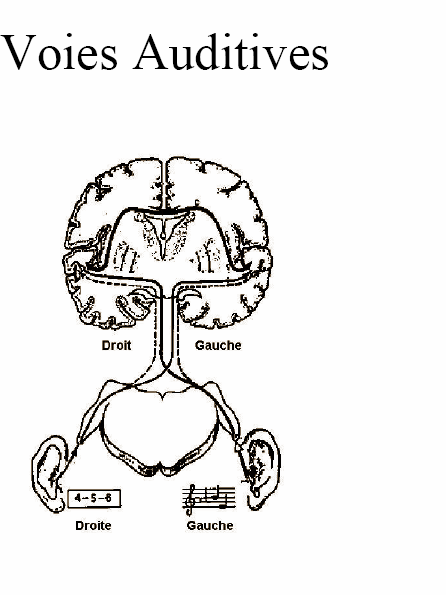 Voies Auditives
Droit Gauche
4-5-6
Droite Gauche